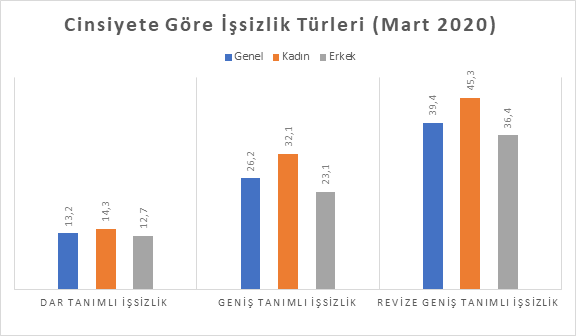 Cinsiyete Göre İşsizlik Türleri (Mart 2020)
Genel Kadın Erkek
13,2 14,3 12,7
26,2 32,1 23,1
39,4 45,3 36,4
DAR TANIMLI İŞSİZLİK GENİŞ TANIMLI İŞSİZLİK REVİZE GENİŞ TANIMLI İŞSİZLİK